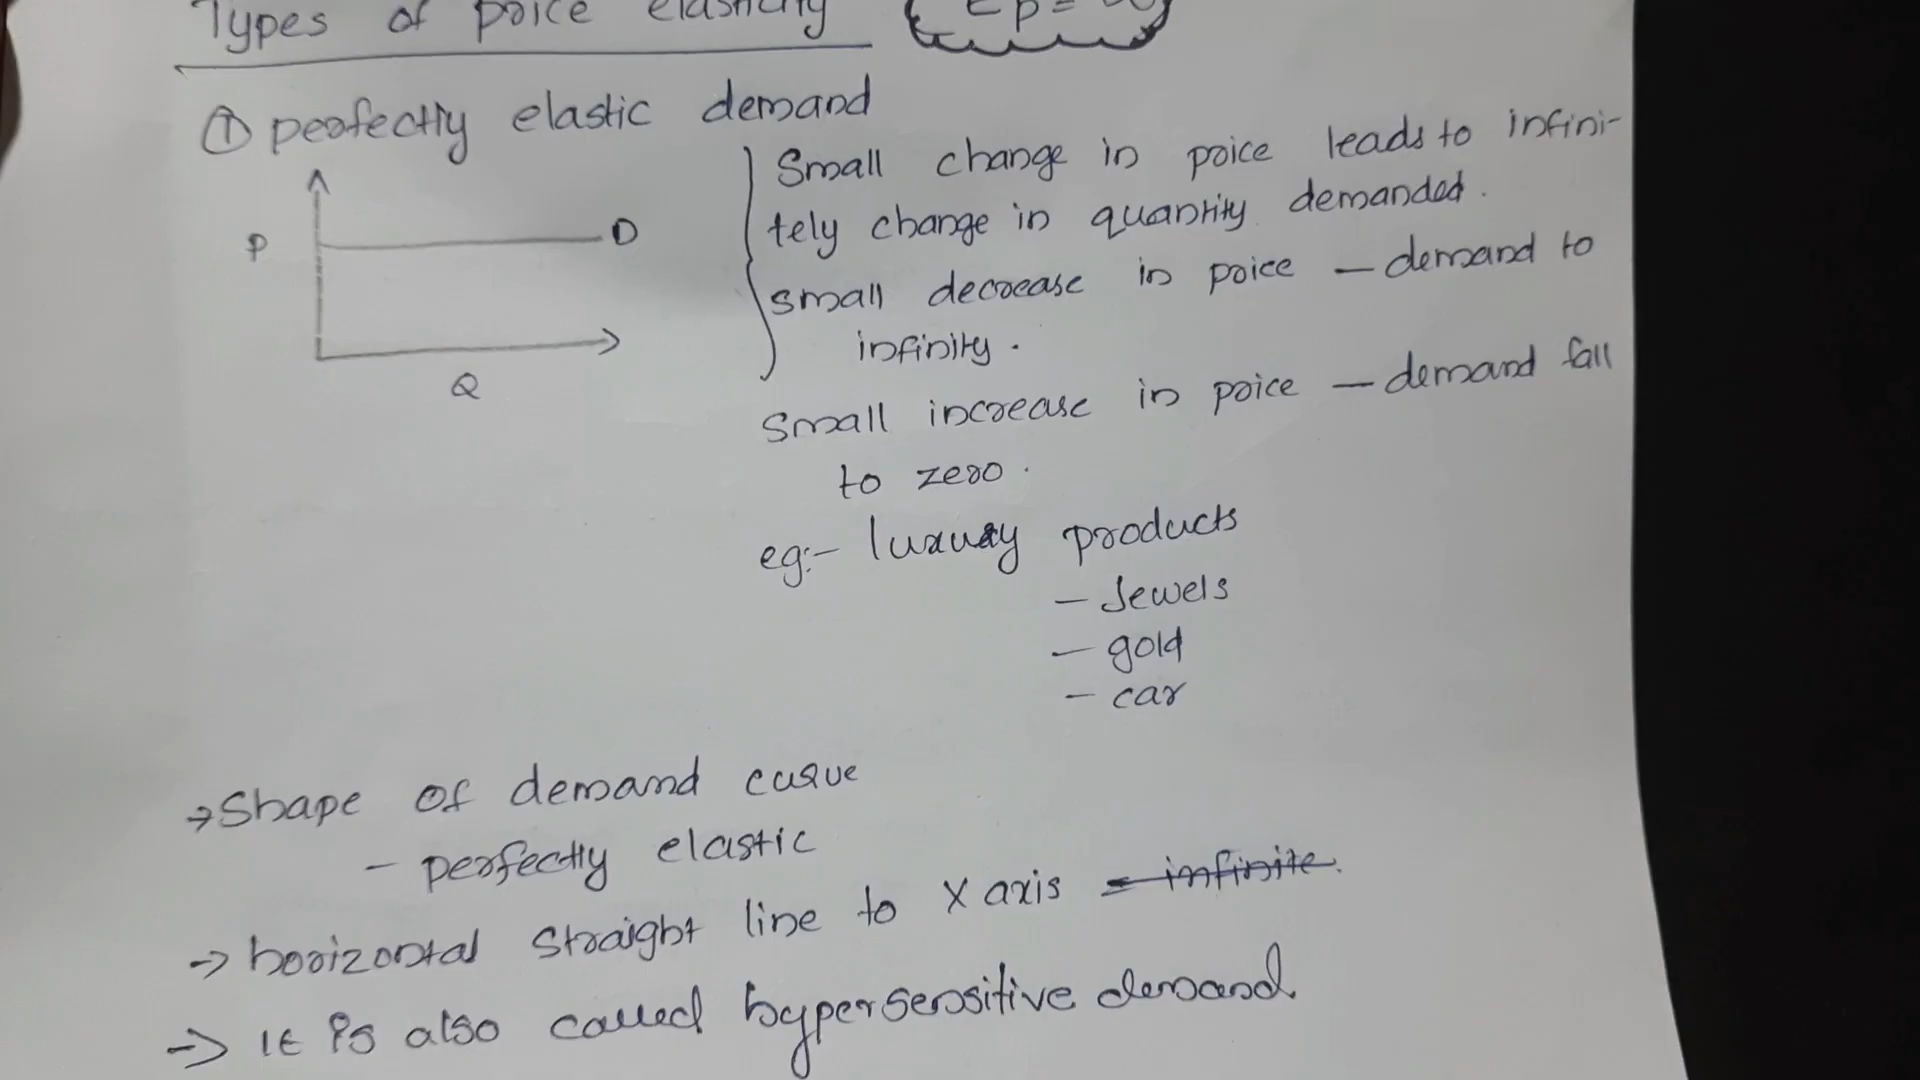 Types of price elasticity
Ep = ∞
① perfectly elastic demand
P
D
Q
Small change in price leads to infini-
tely change in quantity demanded.
small decrease in price — demand to
infinity.
Small increase in price — demand fall
to zero.
eg:- luxury products
- Jewels
- gold
- car
→ Shape of demand curve
- perfectly elastic
→ horizontal straight line to X axis - infinite.
→ It is also called hypersensitive demand